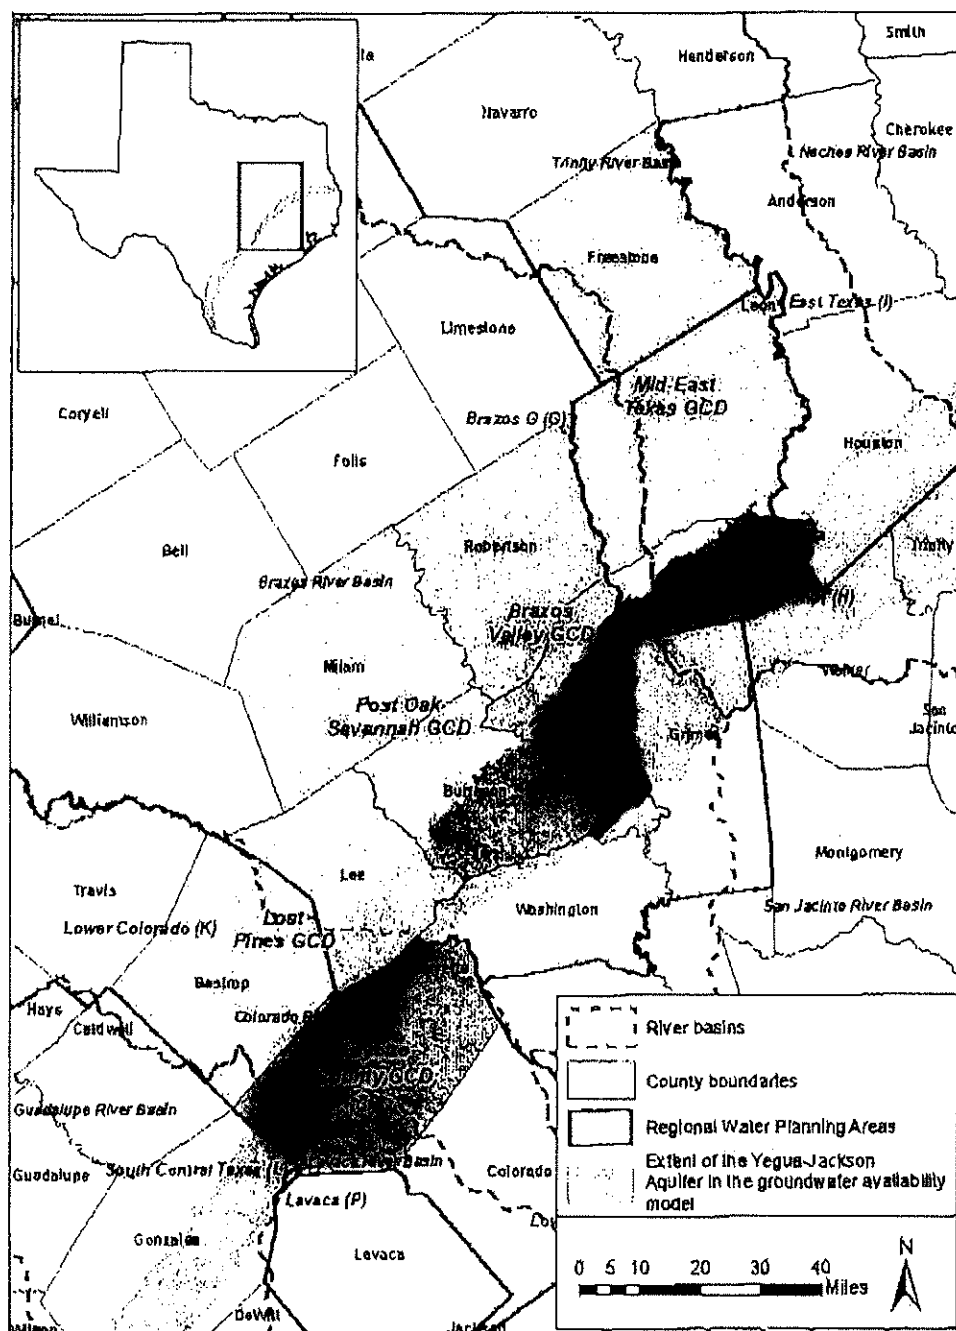 Smith
Henderson
Navarro
Cherokee
Trinity River Basin
Neches River Basin
Anderson
Freestone
Leon
East Texas (I)
Limestone
Mid-East
Texas GCD
Coryell
Brazos G (G)
Houston
Falls
Robertson
Bell
Trinity
Brazos River Basin
Brazos
Valley GCD
(H)
Milam
Walker
Post Oak
Savannah GCD
Williamson
San
Jacinto
Grimes
Burleson
Montgomery
Lee
Travis
Washington
San Jacinto River Basin
Lost
Pines GCD
Lower Colorado (K)
Bastrop
Hays
Caldwell
Colorado
GCD
Guadalupe River Basin
Guadalupe
South Central Texas
Basin
Colorado
Lavaca (P)
Gonzales
Lavaca
DeWitt
Jackson
River basins
County boundaries
Regional Water Planning Areas
Extent of the Yegua-Jackson
Aquifer in the groundwater availability
model
N
0 5 10 20 30 40
Miles